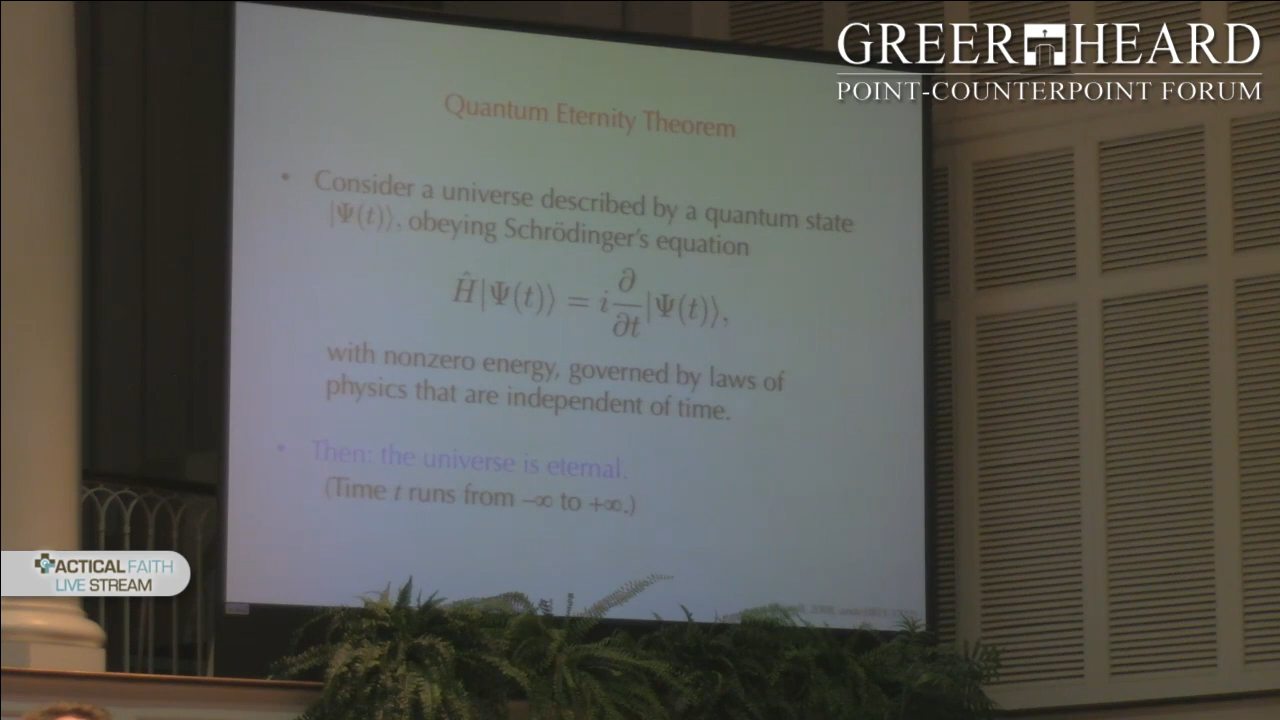 GREER HEARD
POINT-COUNTERPOINT FORUM
Quantum Eternity Theorem
• Consider a universe described by a quantum state
|Ψ(t)⟩, obeying Schrödinger's equation
Ĥ|Ψ(t)⟩ = i ∂/∂t |Ψ(t)⟩,
with nonzero energy, governed by laws of
physics that are independent of time.
• Then: the universe is eternal.
(Time t runs from –∞ to +∞.)
TACTICAL FAITH
LIVE STREAM